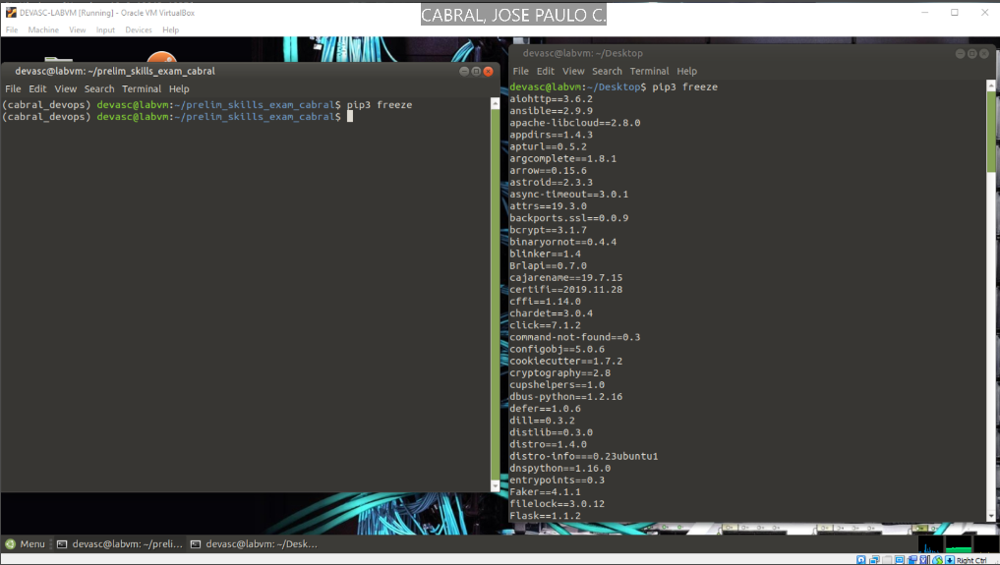 DEVASC-LABVM [Running] - Oracle VM VirtualBox
CABRAL, JOSE PAULO C.
File Machine View Input Devices Help
devasc@labvm: ~/prelim_skills_exam_cabral
File Edit View Search Terminal Help
(cabral_devops) devasc@labvm:~/prelim_skills_exam_cabral$ pip3 freeze
(cabral_devops) devasc@labvm:~/prelim_skills_exam_cabral$
devasc@labvm: ~/Desktop
File Edit View Search Terminal Help
devasc@labvm:~/Desktop$ pip3 freeze
aiohttp==3.6.2
ansible==2.9.9
apache-libcloud==2.8.0
appdirs==1.4.3
apturl==0.5.2
argcomplete==1.8.1
arrow==0.15.6
astroid==2.3.3
async-timeout==3.0.1
attrs==19.3.0
backports.ssl==0.0.9
bcrypt==3.1.7
binaryornot==0.4.4
blinker==1.4
Brlapi==0.7.0
cajarename==19.7.15
certifi==2019.11.28
cffi==1.14.0
chardet==3.0.4
click==7.1.2
command-not-found==0.3
configobj==5.0.6
cookiecutter==1.7.2
cryptography==2.8
cupshelpers==1.0
dbus-python==1.2.16
defer==1.0.6
dill==0.3.2
distlib==0.3.0
distro==1.4.0
distro-info===0.23ubuntu1
dnspython==1.16.0
entrypoints==0.3
Faker==4.1.1
filelock==3.0.12
Flask==1.1.2
Menu
devasc@labvm: ~/preli...
devasc@labvm: ~/Desk...
Right Ctrl